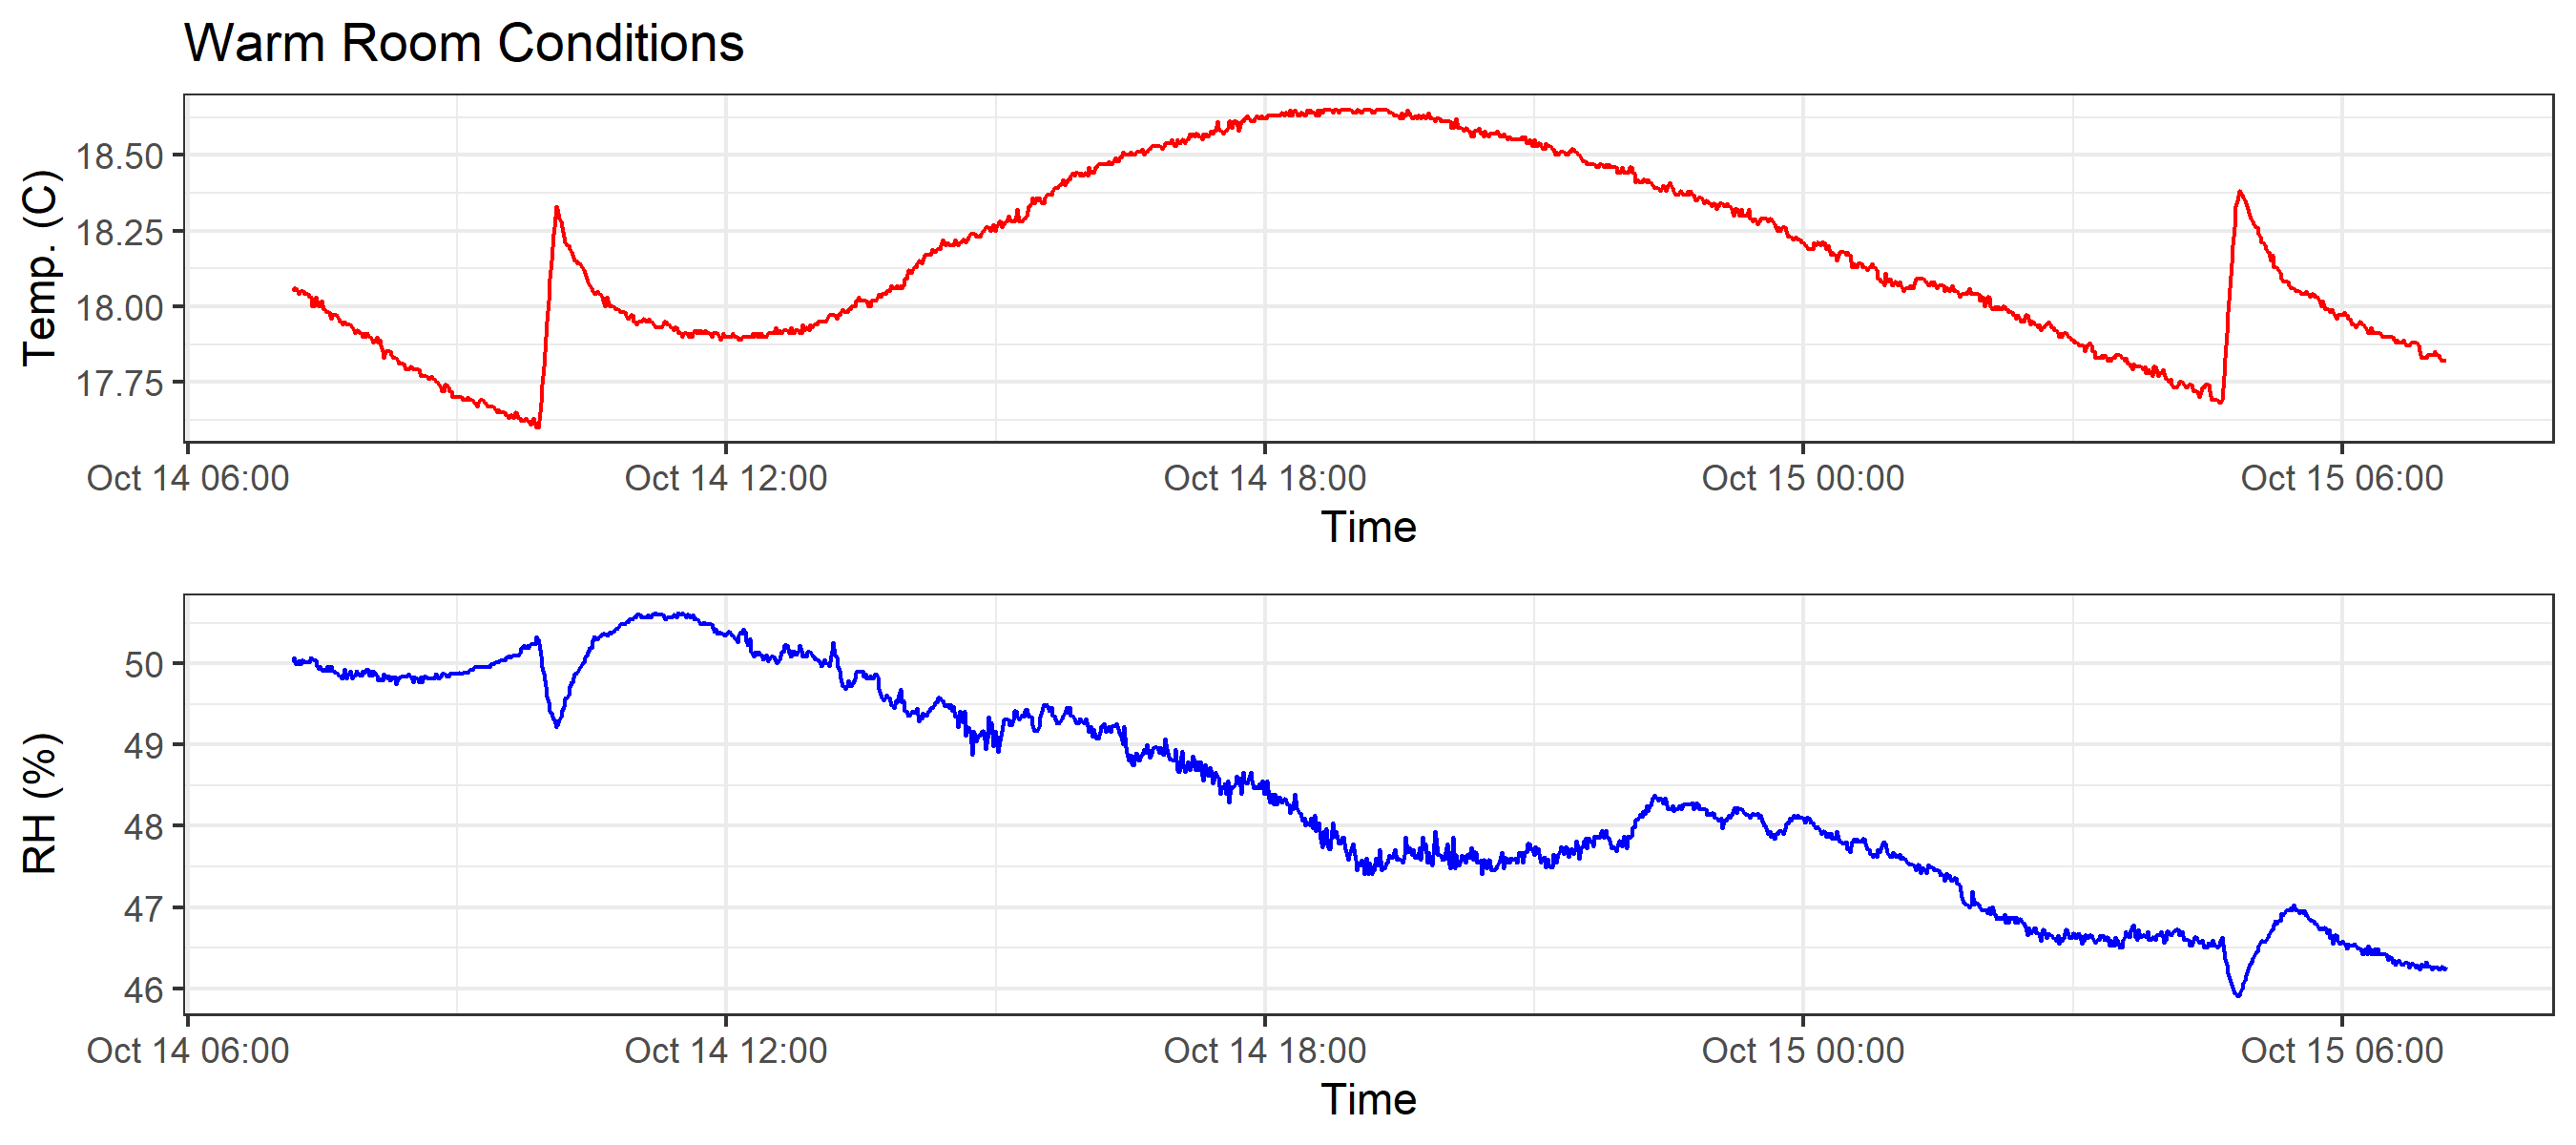 Warm Room Conditions
Temp. (C)
18.50
18.25
18.00
17.75
Oct 14 06:00 Oct 14 12:00 Oct 14 18:00 Oct 15 00:00 Oct 15 06:00
Time
RH (%)
50
49
48
47
46
Oct 14 06:00 Oct 14 12:00 Oct 14 18:00 Oct 15 00:00 Oct 15 06:00
Time